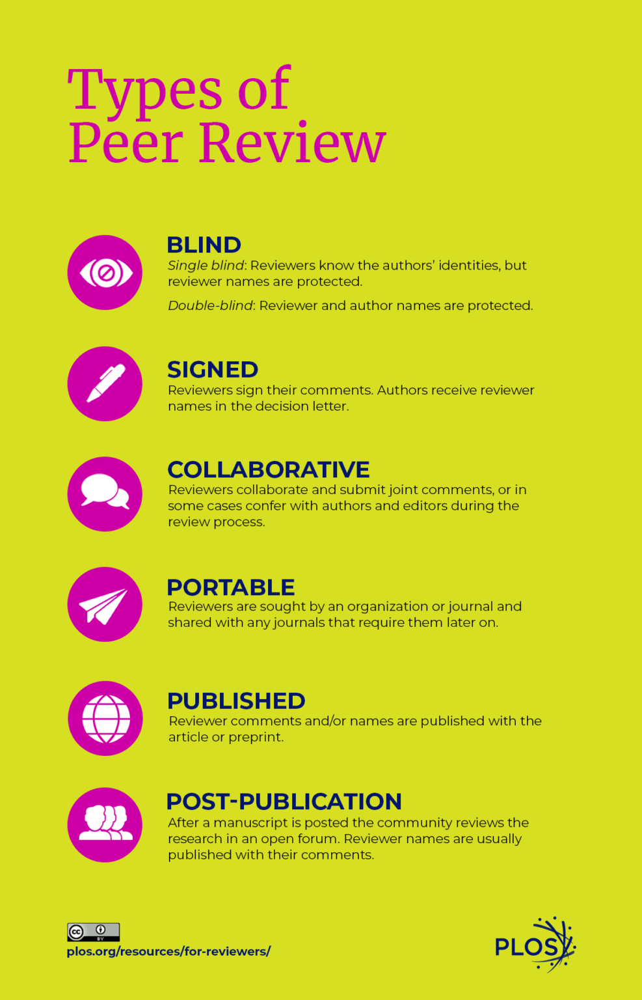 Types of
Peer Review
BLIND
Single blind: Reviewers know the authors’ identities, but
reviewer names are protected.
Double-blind: Reviewer and author names are protected.
SIGNED
Reviewers sign their comments. Authors receive reviewer
names in the decision letter.
COLLABORATIVE
Reviewers collaborate and submit joint comments, or in
some cases confer with authors and editors during the
review process.
PORTABLE
Reviewers are sought by an organization or journal and
shared with any journals that require them later on.
PUBLISHED
Reviewer comments and/or names are published with the
article or preprint.
POST-PUBLICATION
After a manuscript is posted the community reviews the
research in an open forum. Reviewer names are usually
published with their comments.
cc
BY
plos.org/resources/for-reviewers/
PLOS